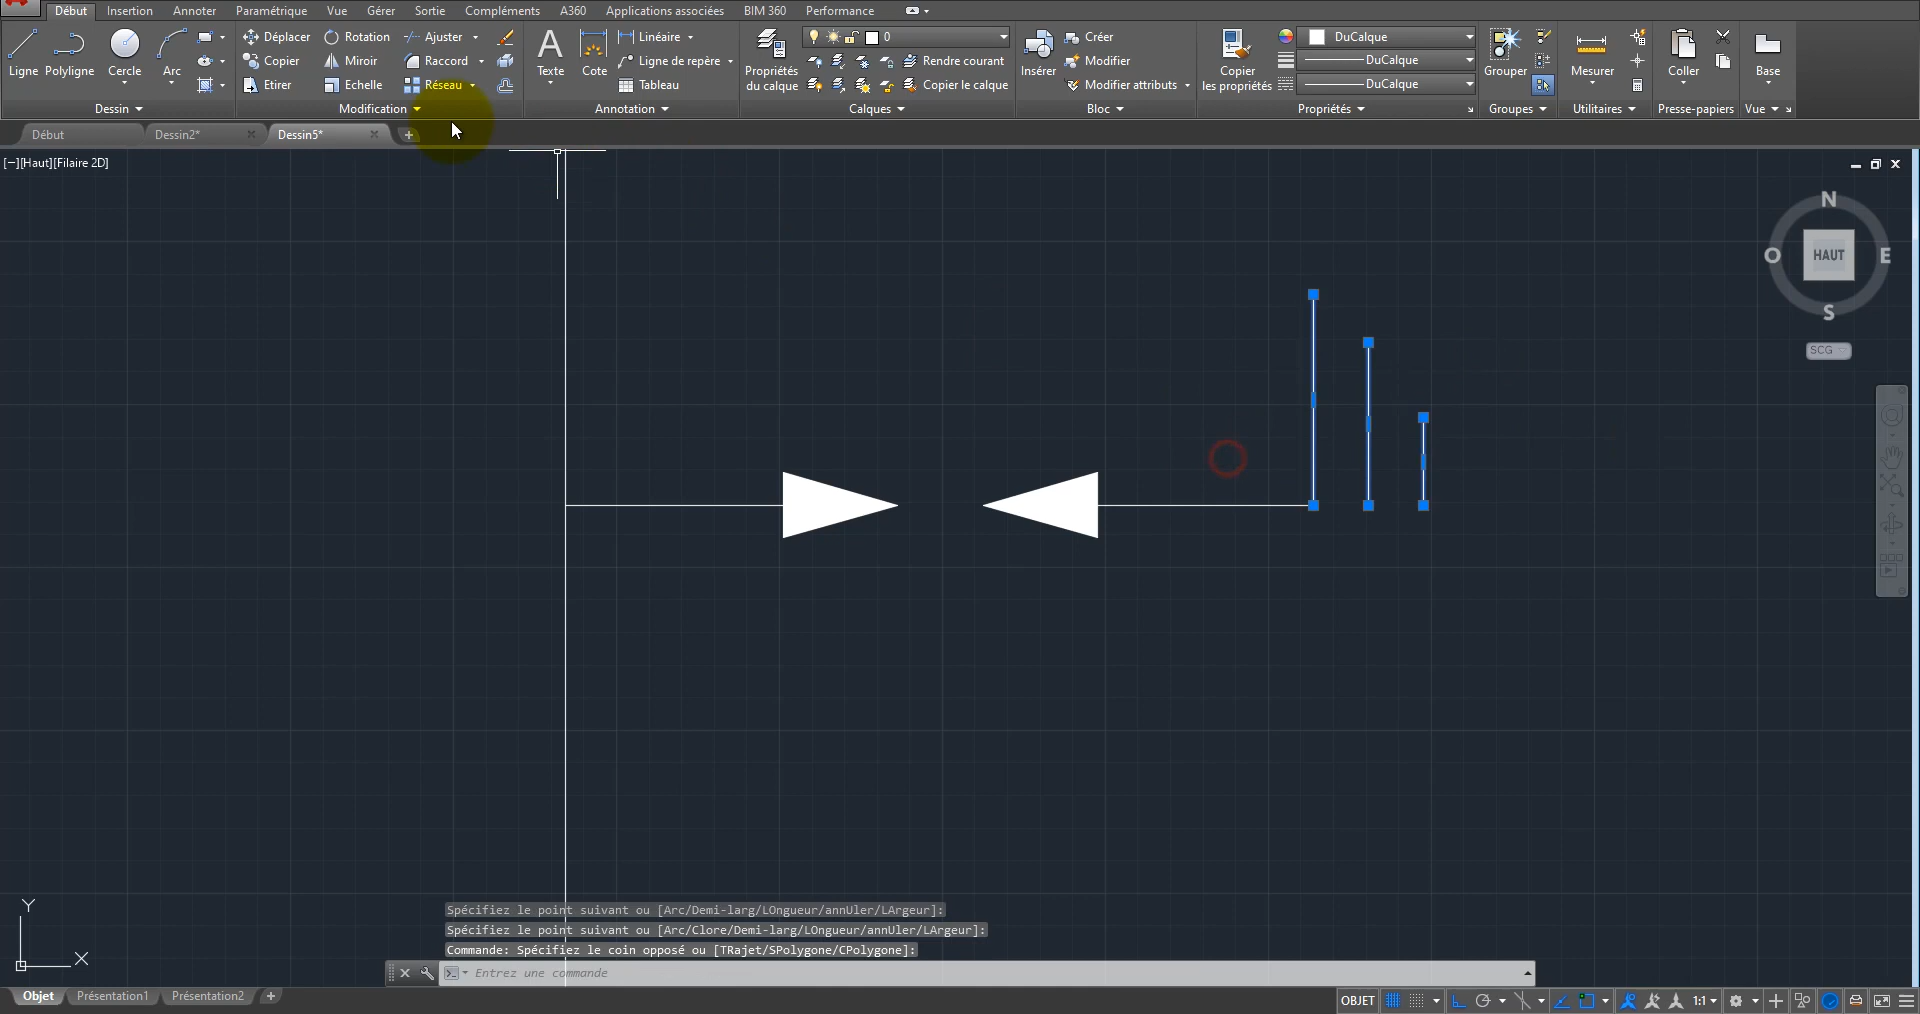 Début Insertion Annoter Paramétrique Vue Gérer Sortie Compléments A360 Applications associées BIM 360 Performance
Ligne Polyligne Cercle Arc
Dessin
Déplacer Rotation Ajuster
Copier Miroir Raccord
Etirer Echelle Réseau
Modification
A
Texte Cote
Linéaire
Ligne de repère
Tableau
Annotation
Propriétés
du calque
0
Rendre courant
Copier le calque
Calques
Insérer
Créer
Modifier
Modifier attributs
Bloc
Copier
les propriétés
DuCalque
DuCalque
DuCalque
Propriétés
Grouper
Groupes
Mesurer
Utilitaires
Coller
Presse-papiers
Base
Vue
Début Dessin2* Dessin5*
[−][Haut][Filaire 2D]
N
O HAUT E
S
SCG
Y
X
Spécifiez le point suivant ou [Arc/Demi-larg/LOngueur/annUler/LArgeur]:
Spécifiez le point suivant ou [Arc/Clore/Demi-larg/LOngueur/annUler/LArgeur]:
Commande: Spécifiez le coin opposé ou [TRajet/SPolygone/CPolygone]:
Entrez une commande
Objet Présentation1 Présentation2 +
OBJET 1:1